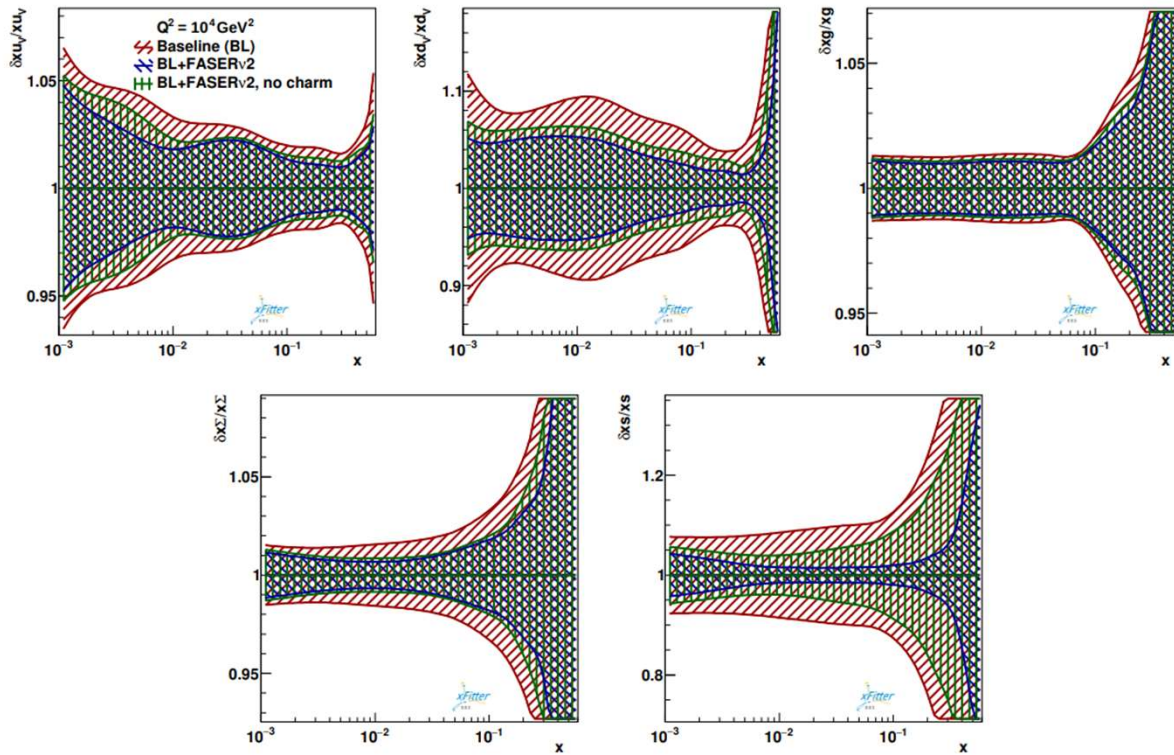 δxu_V/xu_V
Q² = 10⁴ GeV²
Baseline (BL)
BL+FASERν2
BL+FASERν2, no charm
1.05
1
0.95
10⁻³ 10⁻² 10⁻¹
x
xFitter
δxd_V/xd_V
1.1
1
0.9
10⁻³ 10⁻² 10⁻¹
x
xFitter
δxg/xg
1.05
1
0.95
10⁻³ 10⁻² 10⁻¹
x
xFitter
δxΣ/xΣ
1.05
1
0.95
10⁻³ 10⁻² 10⁻¹
x
xFitter
δxs/xs
1.2
1
0.8
10⁻³ 10⁻² 10⁻¹
x
xFitter